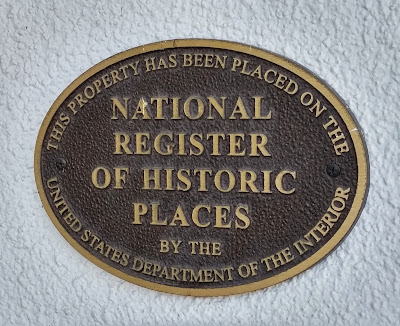 THIS PROPERTY HAS BEEN PLACED ON THE
NATIONAL
REGISTER
OF HISTORIC
PLACES
BY THE
UNITED STATES DEPARTMENT OF THE INTERIOR